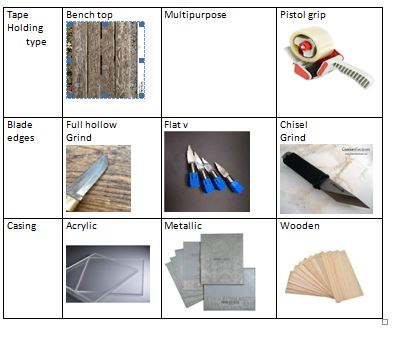 Tape Holding type
Bench top
Multipurpose
Pistol grip
Blade edges
Full hollow Grind
Flat v
Chisel Grind
Casing
Acrylic
Metallic
Wooden